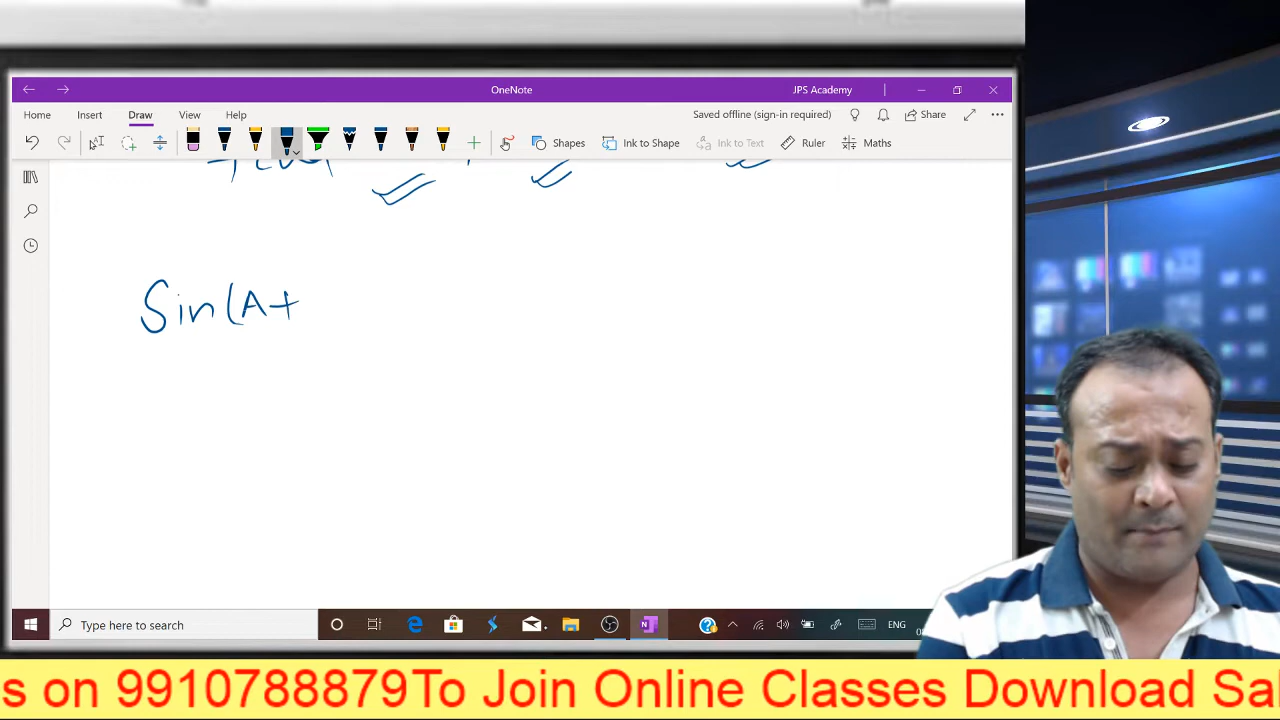 OneNote
JPS Academy
Home Insert Draw View Help
Saved offline (sign-in required)
Share
Shapes Ink to Shape Ink to Text Ruler Maths
Sin(A+
Type here to search
ENG
s on 9910788879To Join Online Classes Download Sa